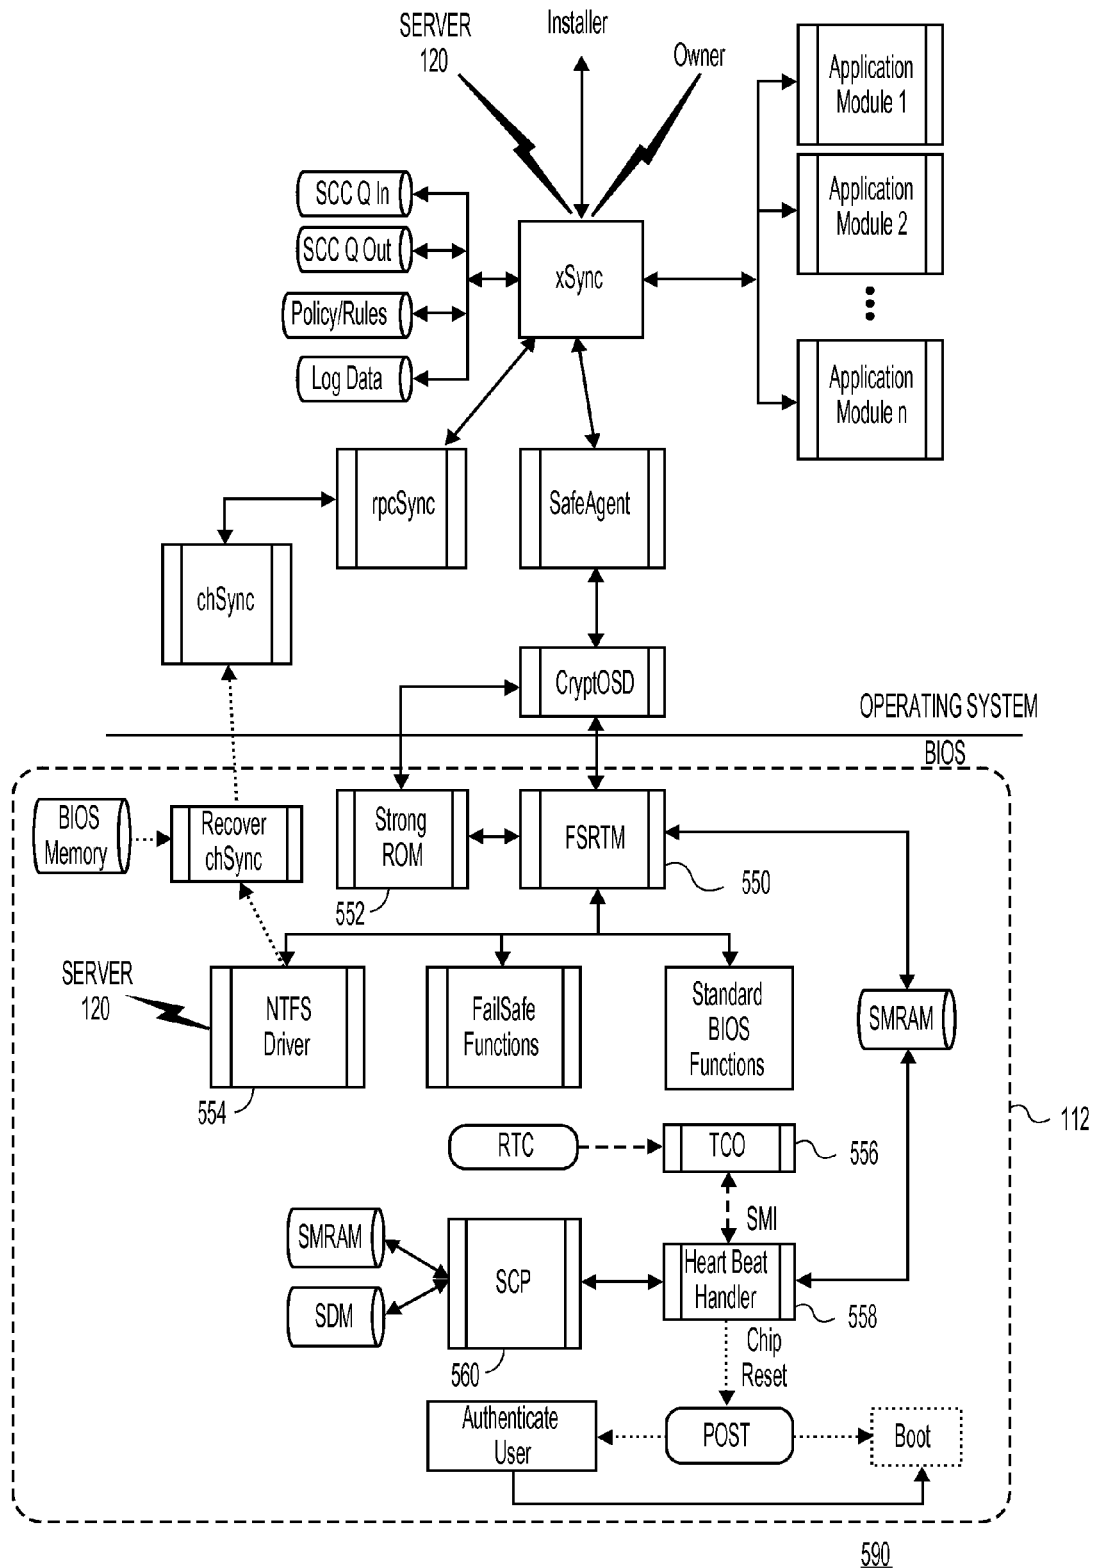 SERVER
120
Installer
Owner
Application
Module 1
SCC Q In
Application
Module 2
SCC Q Out
xSync
Policy/Rules
Log Data
Application
Module n
rpcSync
SafeAgent
chSync
CryptOSD
OPERATING SYSTEM
BIOS
BIOS
Memory
Recover
chSync
Strong
ROM
FSRTM
550
552
SERVER
120
NTFS
Driver
FailSafe
Functions
Standard
BIOS
Functions
SMRAM
554
112
RTC
TCO
556
SMI
SMRAM
SCP
Heart Beat
Handler
SDM
558
560
Chip
Reset
Authenticate
User
POST
Boot
590